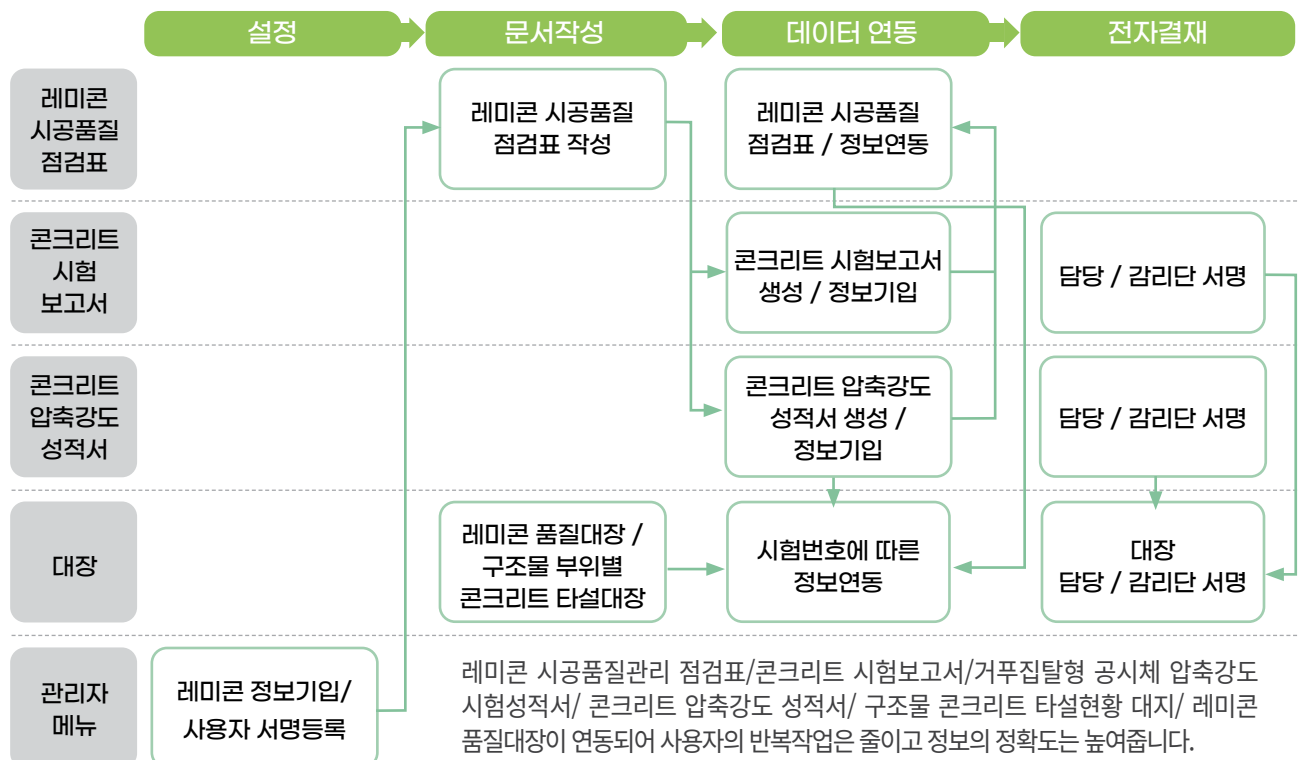 설정
문서작성
데이터 연동
전자결재
레미콘
시공품질
점검표
레미콘 시공품질
점검표 작성
레미콘 시공품질
점검표 / 정보연동
콘크리트
시험
보고서
콘크리트 시험보고서
생성 / 정보기입
담당 / 감리단 서명
콘크리트
압축강도
성적서
콘크리트 압축강도
성적서 생성 /
정보기입
담당 / 감리단 서명
대장
레미콘 품질대장 /
구조물 부위별
콘크리트 타설대장
시험번호에 따른
정보연동
대장
담당 / 감리단 서명
관리자
메뉴
레미콘 정보기입/
사용자 서명등록
레미콘 시공품질관리 점검표/콘크리트 시험보고서/거푸집탈형 공시체 압축강도
시험성적서/ 콘크리트 압축강도 성적서/ 구조물 콘크리트 타설현황 대지/ 레미콘
품질대장이 연동되어 사용자의 반복작업은 줄이고 정보의 정확도는 높여줍니다.